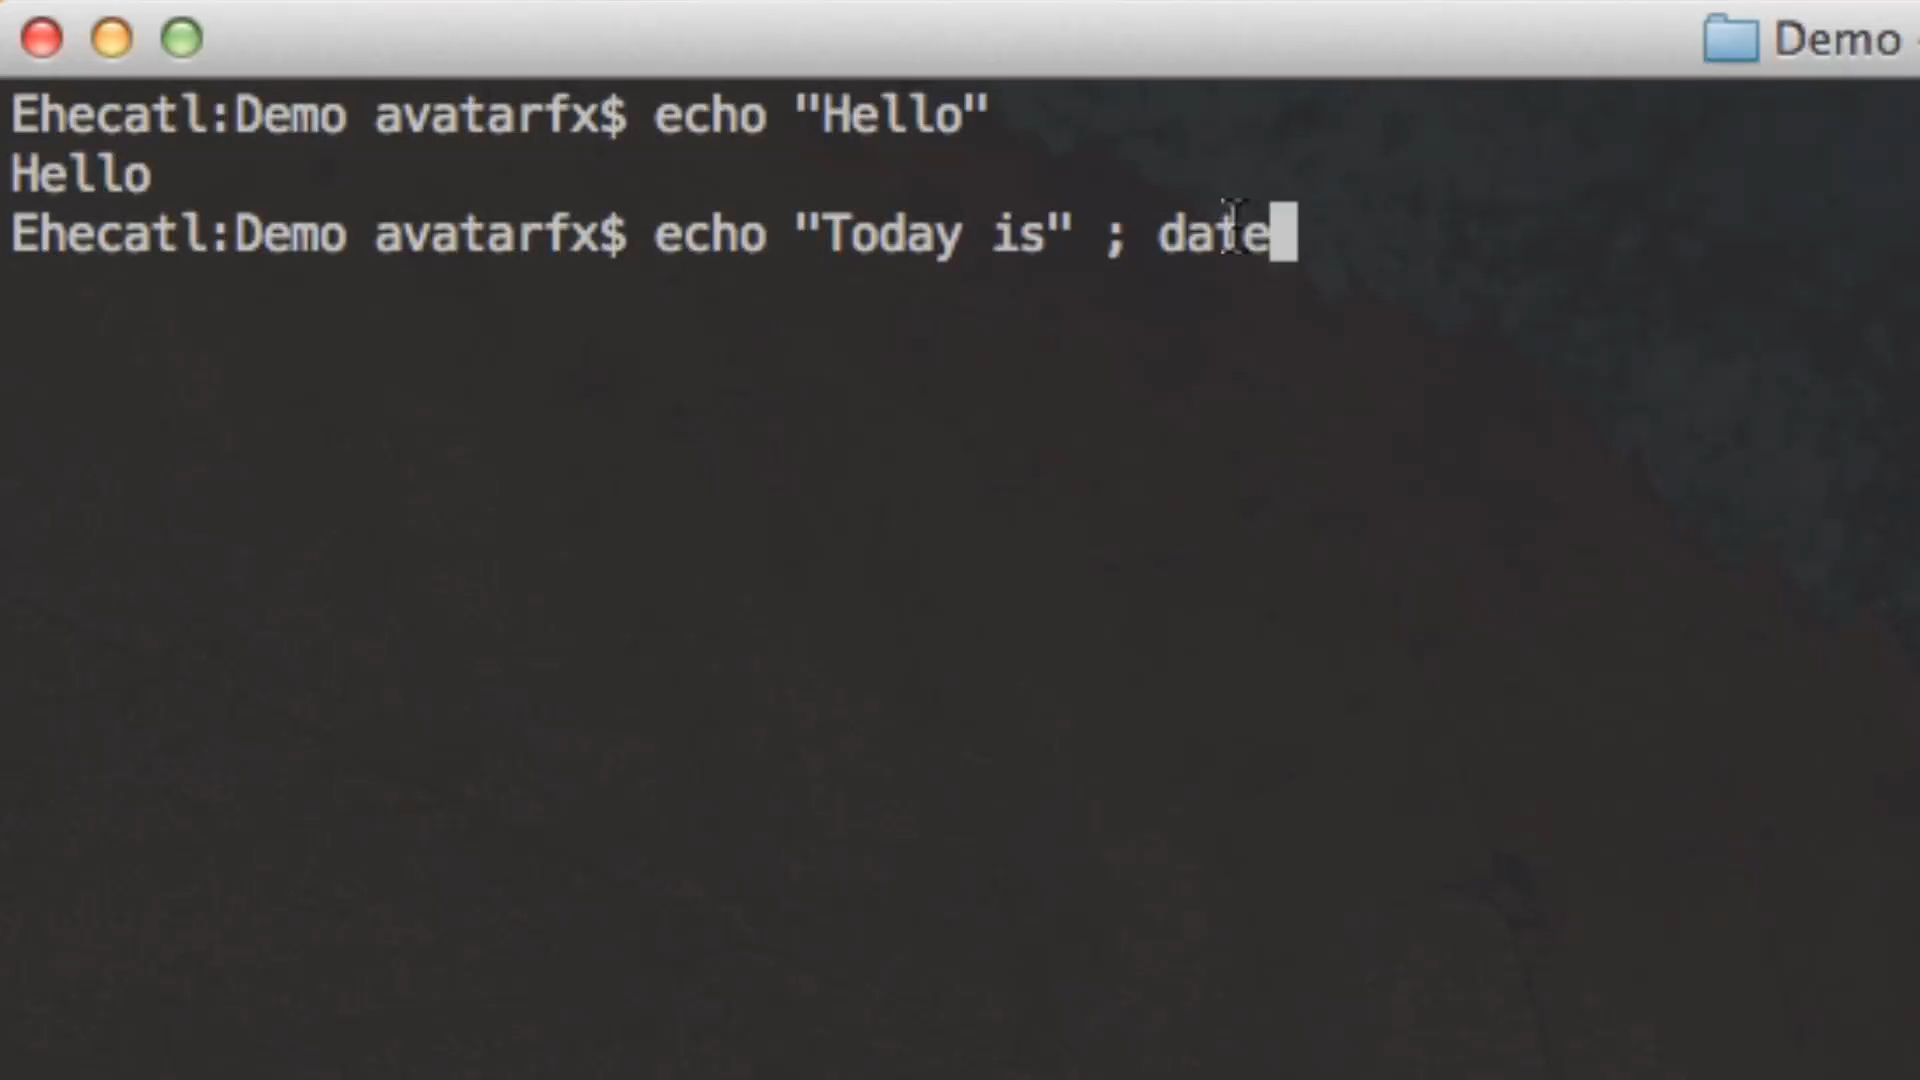 Demo
Ehecatl:Demo avatarfx$ echo "Hello"
Hello
Ehecatl:Demo avatarfx$ echo "Today is" ; date